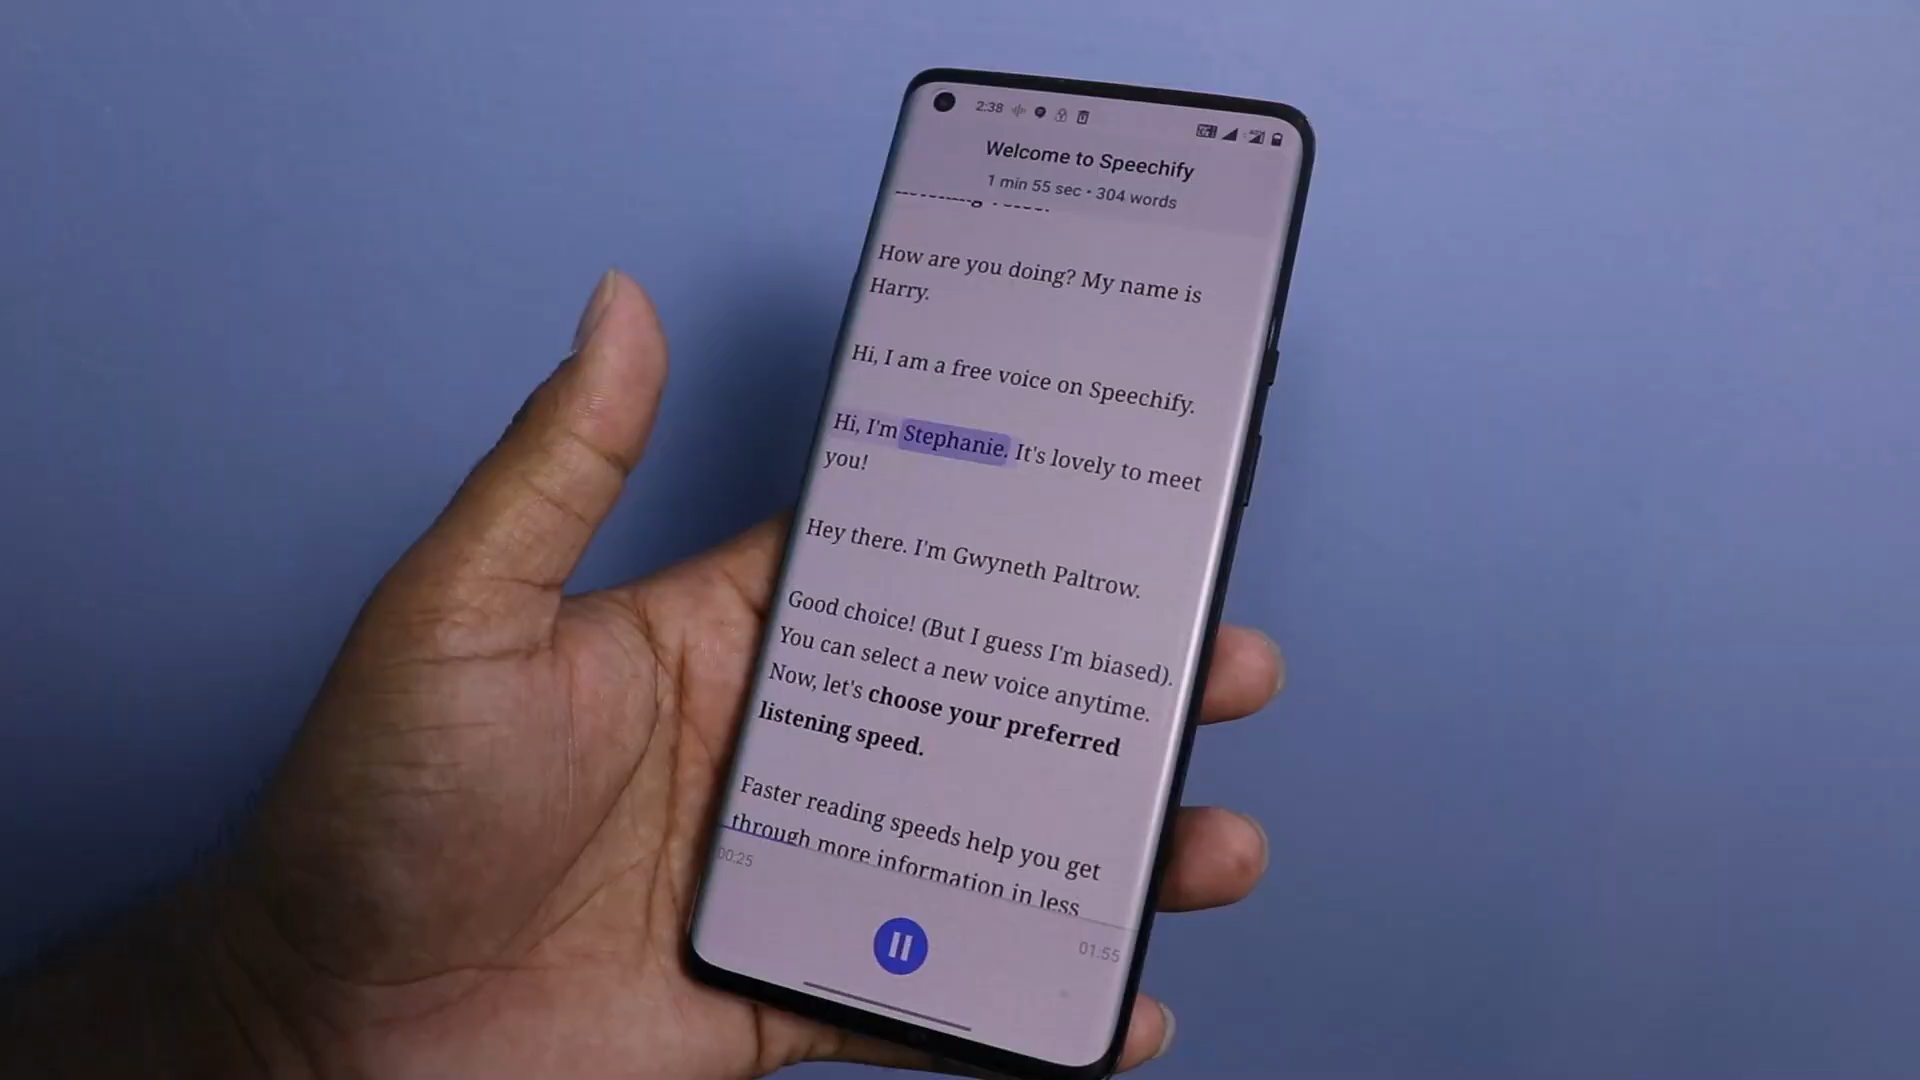 2:38
Welcome to Speechify
1 min 55 sec • 304 words
How are you doing? My name is
Harry.
Hi, I am a free voice on Speechify.
Hi, I'm Stephanie. It's lovely to meet
you!
Hey there. I'm Gwyneth Paltrow.
Good choice! (But I guess I'm biased).
You can select a new voice anytime.
Now, let's choose your preferred
listening speed.
Faster reading speeds help you get
through more information in less
00:25
01:55